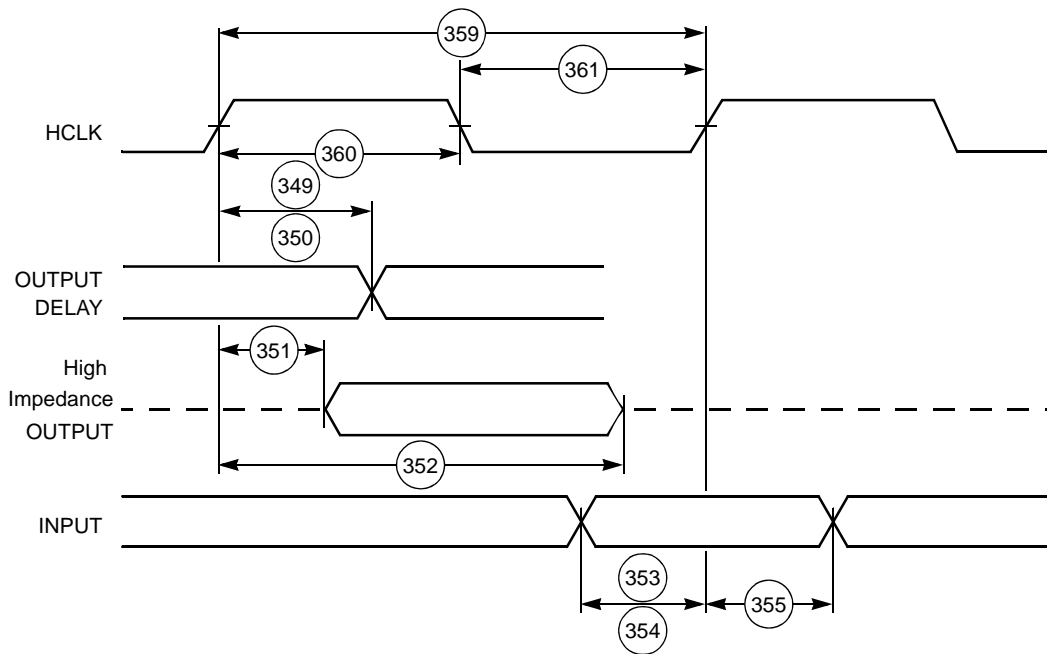 359
361
HCLK
360
349
350
OUTPUT
DELAY
351
High
Impedance
OUTPUT
352
INPUT
353
355
354